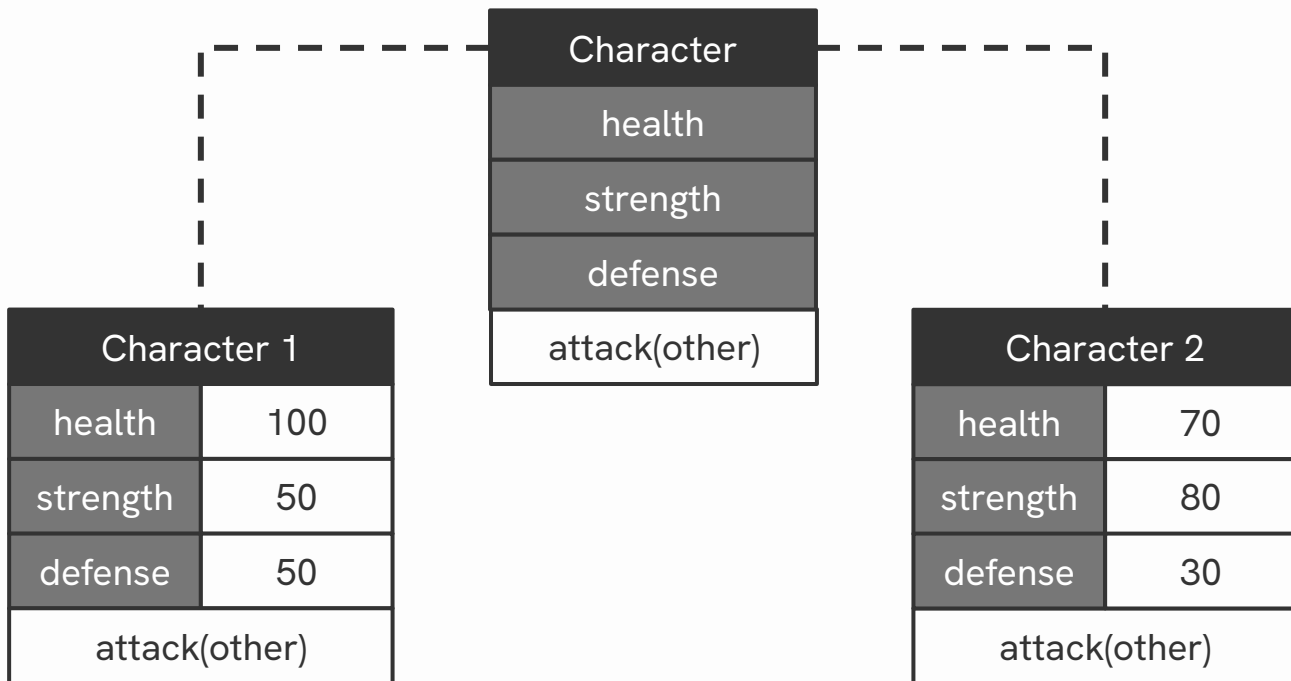 Character
health
strength
defense
attack(other)
Character 1
health 100
strength 50
defense 50
attack(other)
Character 2
health 70
strength 80
defense 30
attack(other)